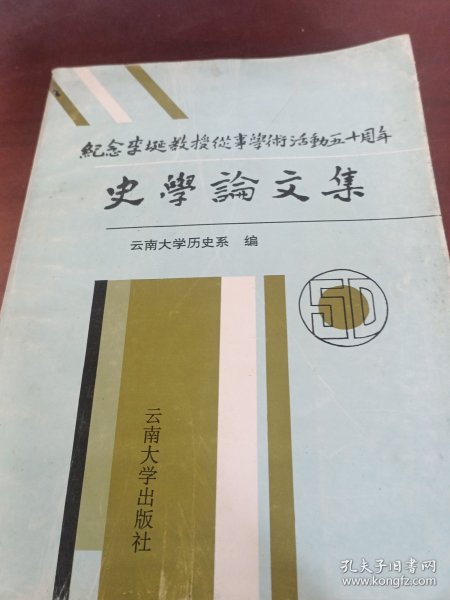 紀念李埏教授從事學術活動五十周年
史學論文集
云南大学历史系 编
50
云南大学出版社
孔夫子旧书网
www.kongfz.com